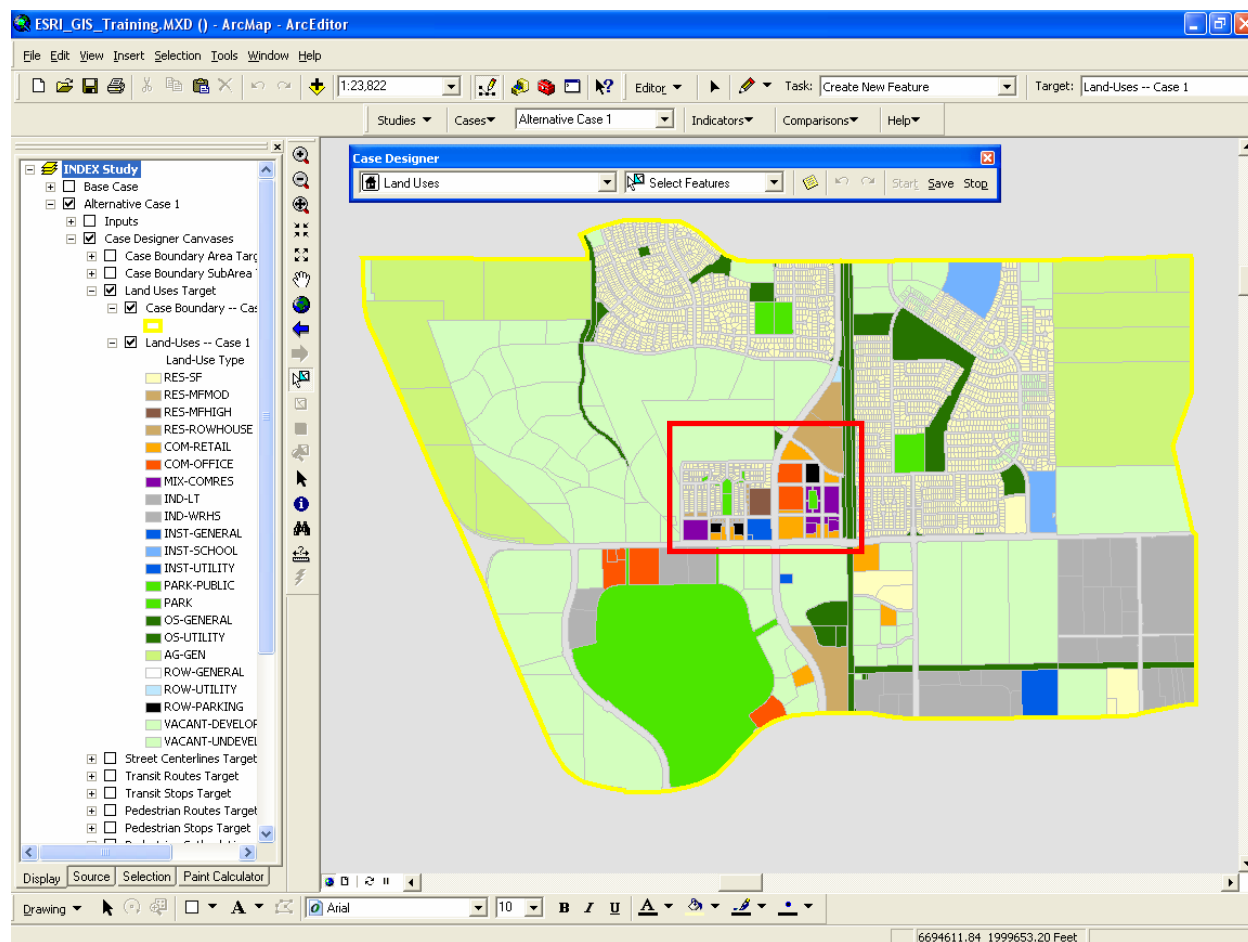 ESRI_GIS_Training.MXD () - ArcMap - ArcEditor
File Edit View Insert Selection Tools Window Help
1:23,822 Editor Task: Create New Feature Target: Land-Uses -- Case 1
Studies Cases Alternative Case 1 Indicators Comparisons Help
Case Designer
Land Uses Select Features Start Save Stop
INDEX Study
Base Case
Alternative Case 1
Inputs
Case Designer Canvases
Case Boundary Area Targ
Case Boundary SubArea
Land Uses Target
Case Boundary -- Cas
Land-Uses -- Case 1
Land-Use Type
RES-SF
RES-MFMOD
RES-MFHIGH
RES-ROWHOUSE
COM-RETAIL
COM-OFFICE
MIX-COMRES
IND-LT
IND-WRHS
INST-GENERAL
INST-SCHOOL
INST-UTILITY
PARK-PUBLIC
PARK
OS-GENERAL
OS-UTILITY
AG-GEN
ROW-GENERAL
ROW-UTILITY
ROW-PARKING
VACANT-DEVELOP
VACANT-UNDEVEL
Street Centerlines Target
Transit Routes Target
Transit Stops Target
Pedestrian Routes Target
Pedestrian Stops Target
Display Source Selection Paint Calculator
Drawing A Arial 10 B I U A
6694611.84 1999653.20 Feet